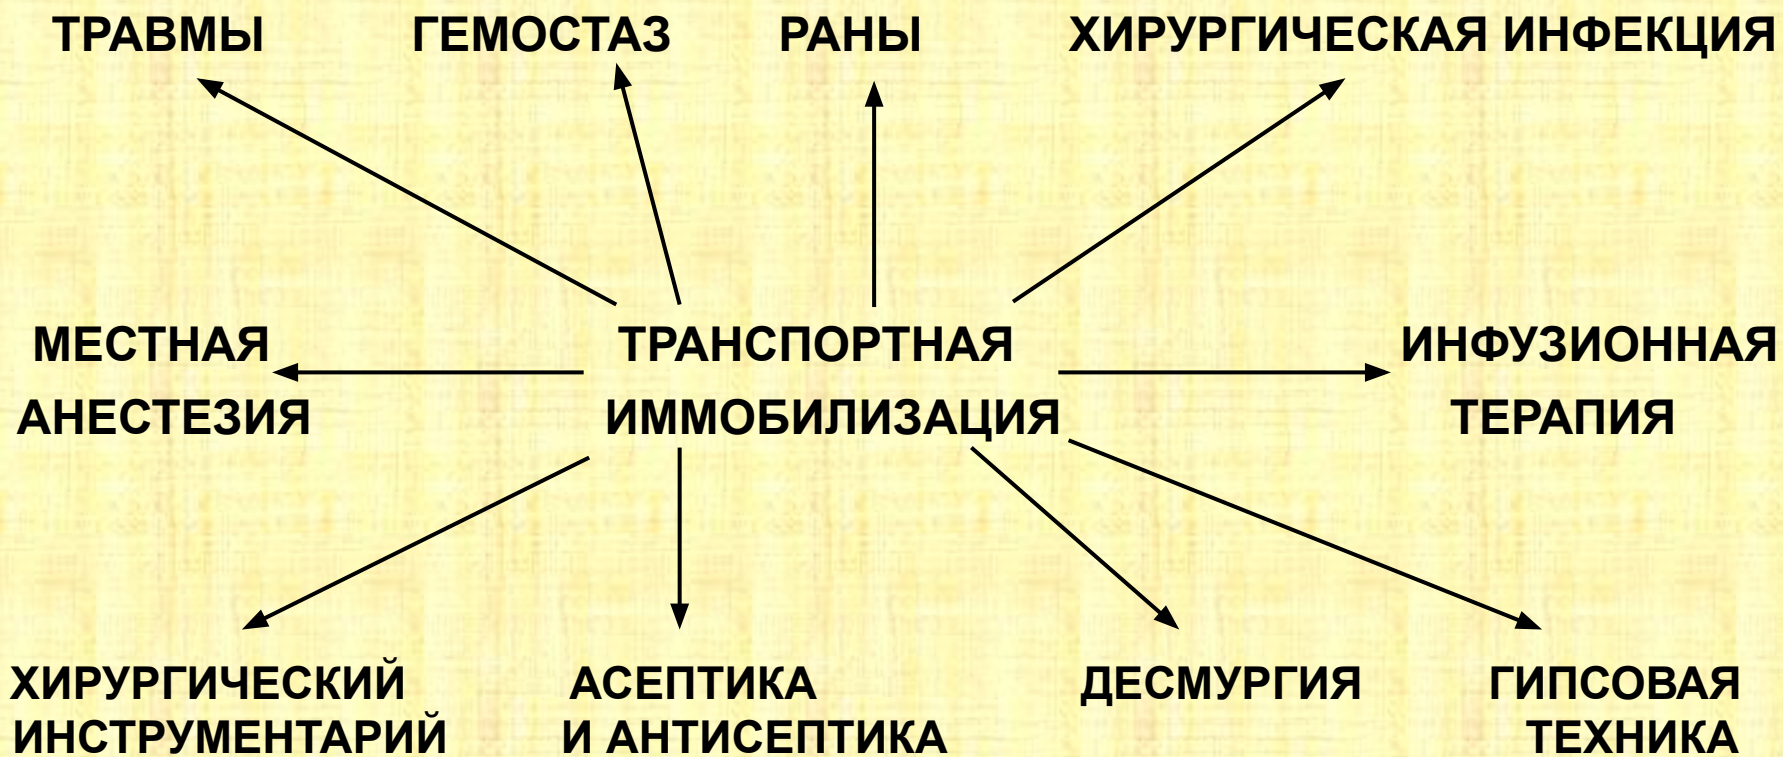 ТРАВМЫ ГЕМОСТАЗ РАНЫ ХИРУРГИЧЕСКАЯ ИНФЕКЦИЯ
МЕСТНАЯ
АНЕСТЕЗИЯ
ТРАНСПОРТНАЯ
ИММОБИЛИЗАЦИЯ
ИНФУЗИОННАЯ
ТЕРАПИЯ
ХИРУРГИЧЕСКИЙ
ИНСТРУМЕНТАРИЙ
АСЕПТИКА
И АНТИСЕПТИКА
ДЕСМУРГИЯ
ГИПСОВАЯ
ТЕХНИКА